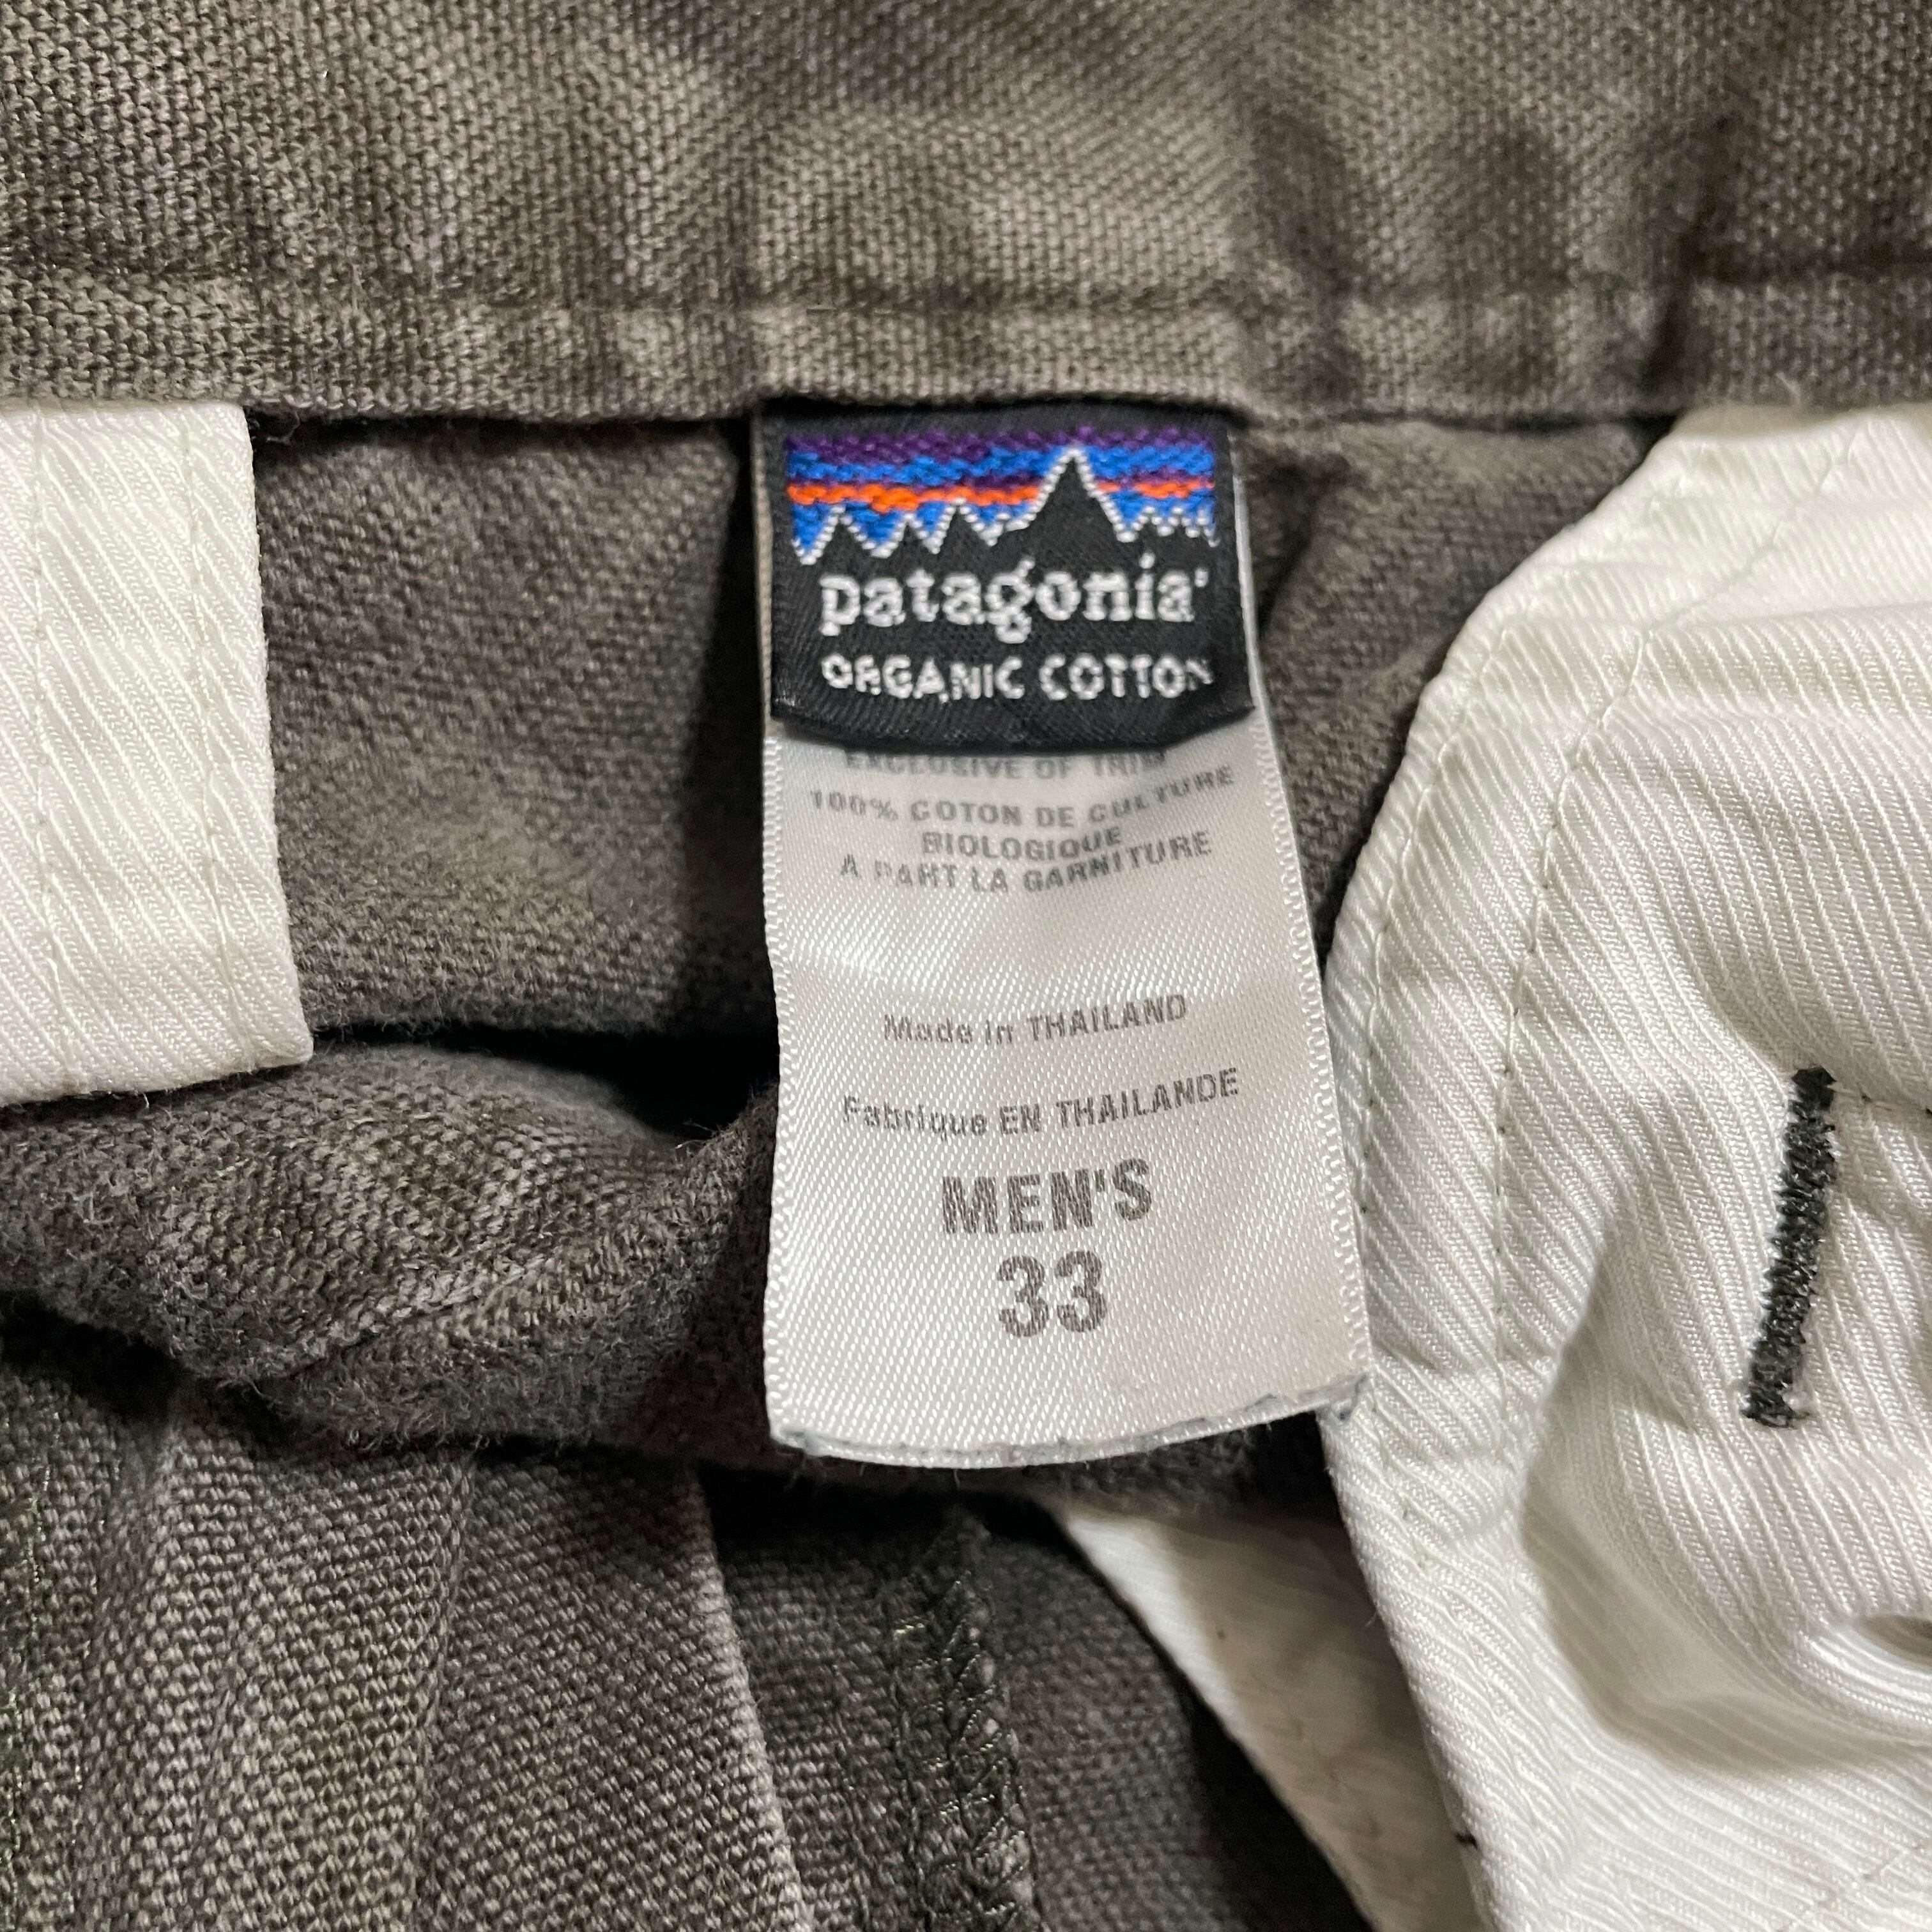 patagonia®
ORGANIC COTTON
EXCLUSIVE OF TRIM
100% COTON DE CULTURE
BIOLOGIQUE
A PART LA GARNITURE
Made in THAILAND
Fabrique EN THAILANDE
MEN'S
33